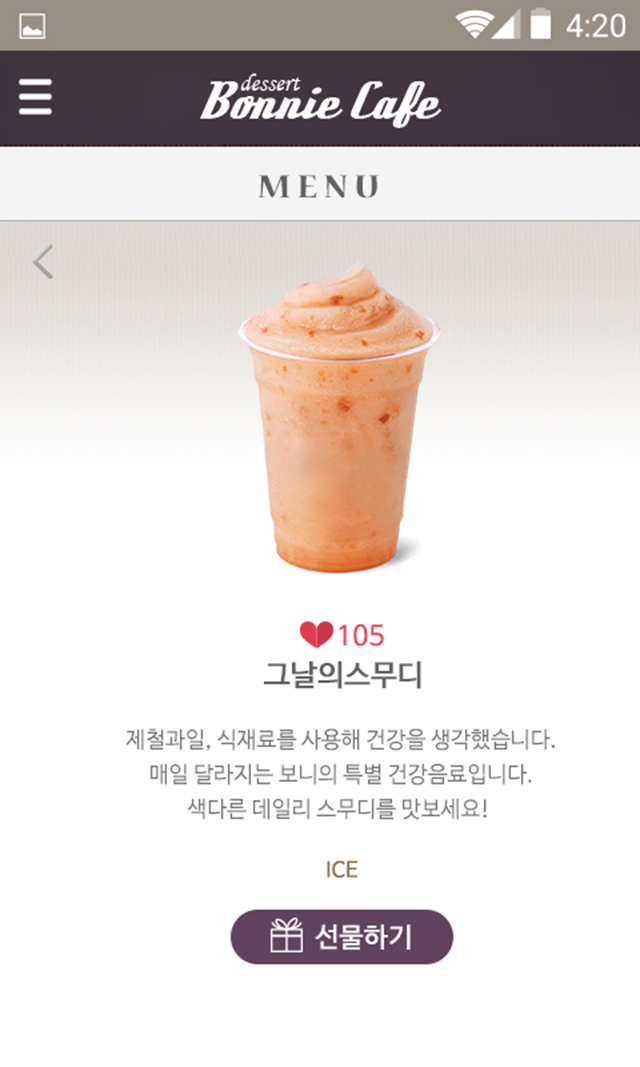 4:20
dessert
Bonnie Cafe
MENU
105
그날의스무디
제철과일, 식재료를 사용해 건강을 생각했습니다.
매일 달라지는 보니의 특별 건강음료입니다.
색다른 데일리 스무디를 맛보세요!
ICE
선물하기